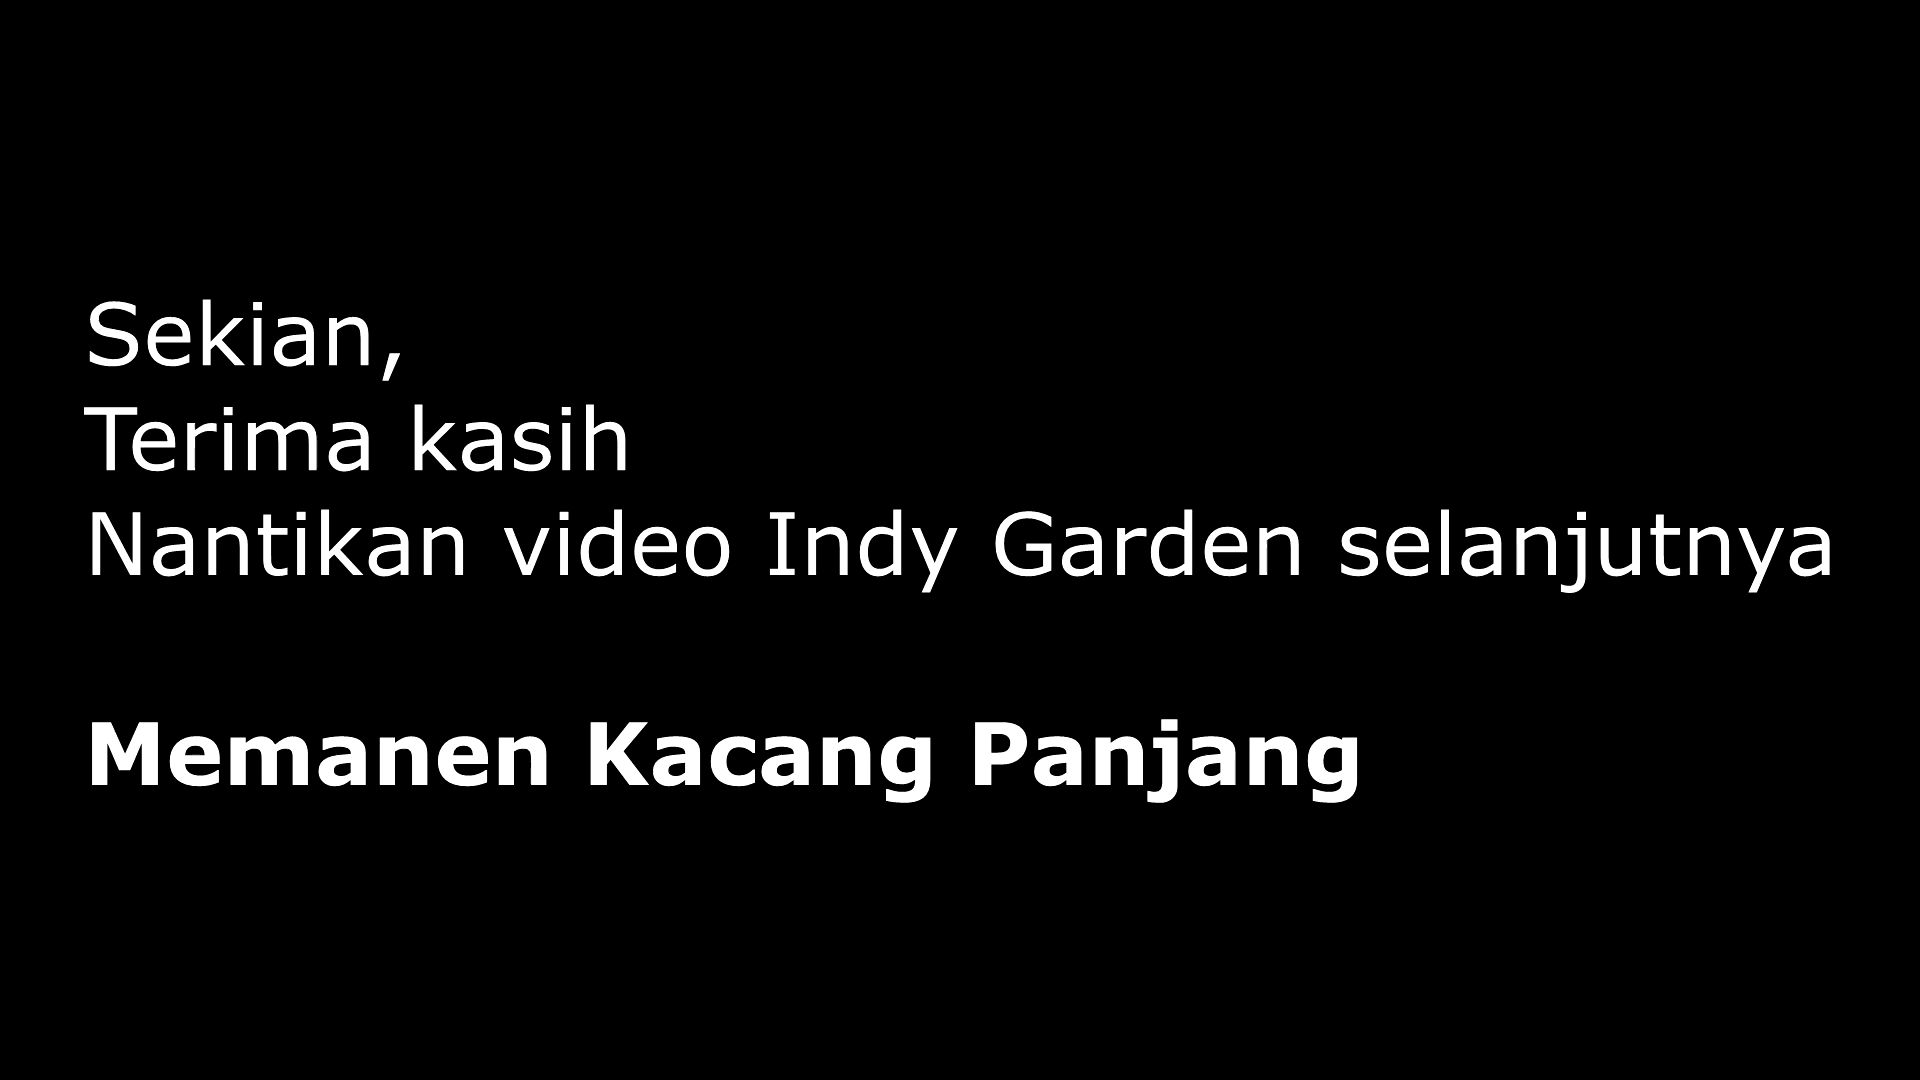 Sekian,
Terima kasih
Nantikan video Indy Garden selanjutnya
Memanen Kacang Panjang